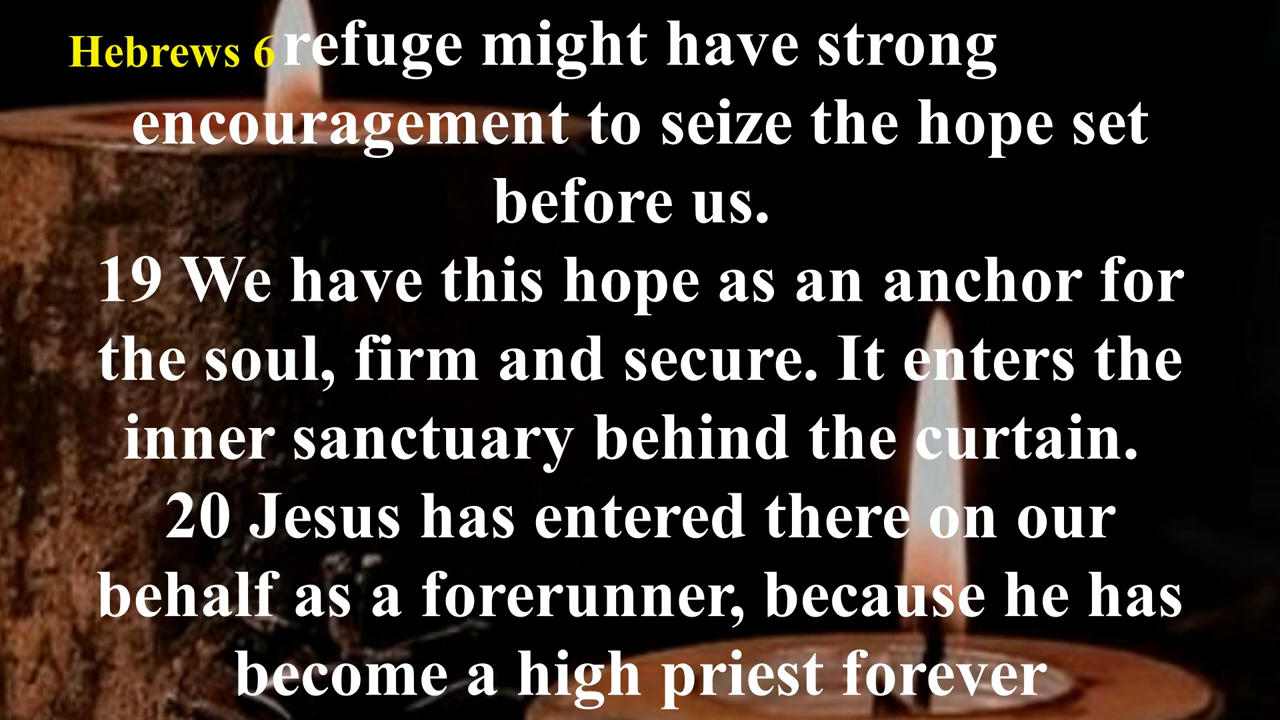 Hebrews 6 refuge might have strong
encouragement to seize the hope set
before us.
19 We have this hope as an anchor for
the soul, firm and secure. It enters the
inner sanctuary behind the curtain.
20 Jesus has entered there on our
behalf as a forerunner, because he has
become a high priest forever